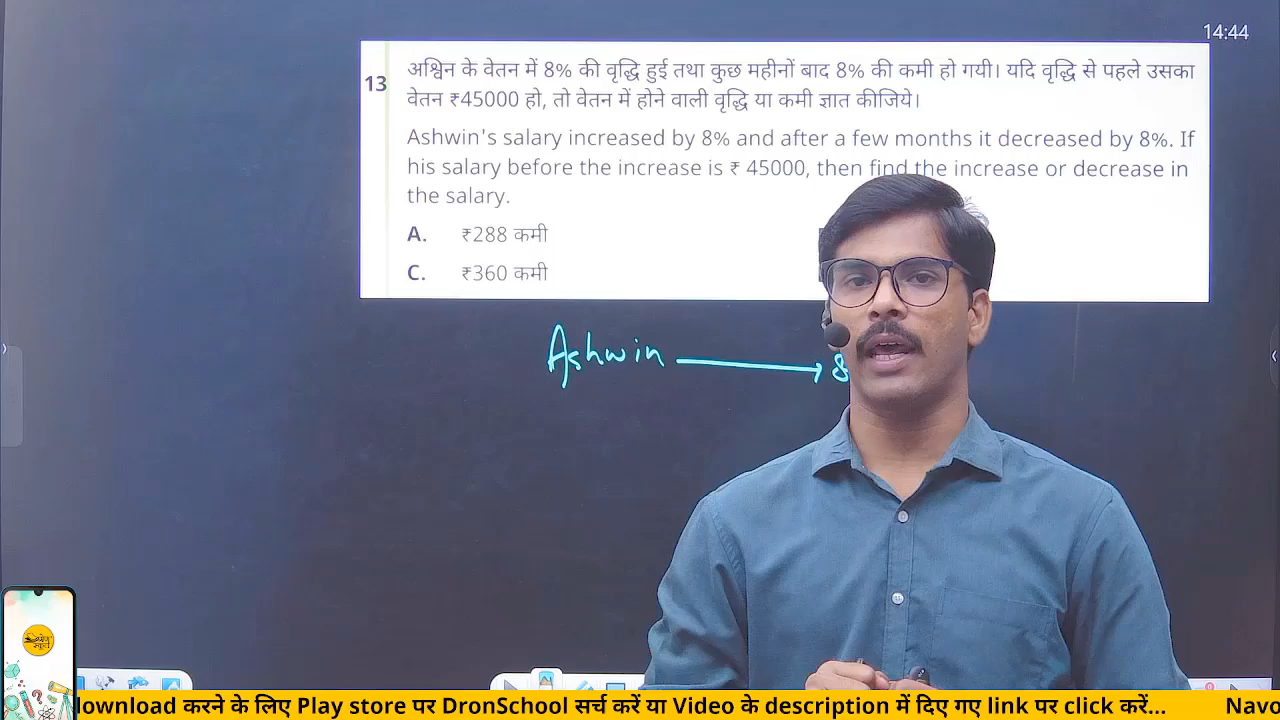 14:44
13
अश्विन के वेतन में 8% की वृद्धि हुई तथा कुछ महीनों बाद 8% की कमी हो गयी। यदि वृद्धि से पहले उसका
वेतन ₹45000 हो, तो वेतन में होने वाली वृद्धि या कमी ज्ञात कीजिये।
Ashwin's salary increased by 8% and after a few months it decreased by 8%. If
his salary before the increase is ₹ 45000, then find the increase or decrease in
the salary.
A. ₹288 कमी
C. ₹360 कमी
Ashwin → 8
करने के लिए Play store पर DronSchool सर्च करें या Video के description में दिए गए link पर click करें...